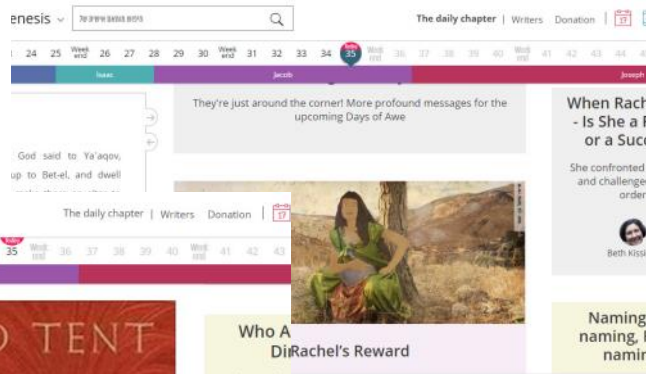 enesis
The daily chapter | Writers Donation | 17
24 25 Week end 26 27 28 29 30 Week end 31 32 33 34 35 Week end 36 37 38 39 40 Week end 41 42 43 44
Isaac Jacob Joseph
They're just around the corner! More profound messages for the
upcoming Days of Awe
God said to Ya'aqov,
up to Bet-el, and dwell
When Rach
- Is She a
or a Succ
She confronted
and challenge
order
Beth Kissi
The daily chapter | Writers Donation | 17
Today
35 Week end 36 37 38 39 40 Week end 41 42 43
TENT
Who A
Di
Rachel's Reward
Naming
naming,
namin